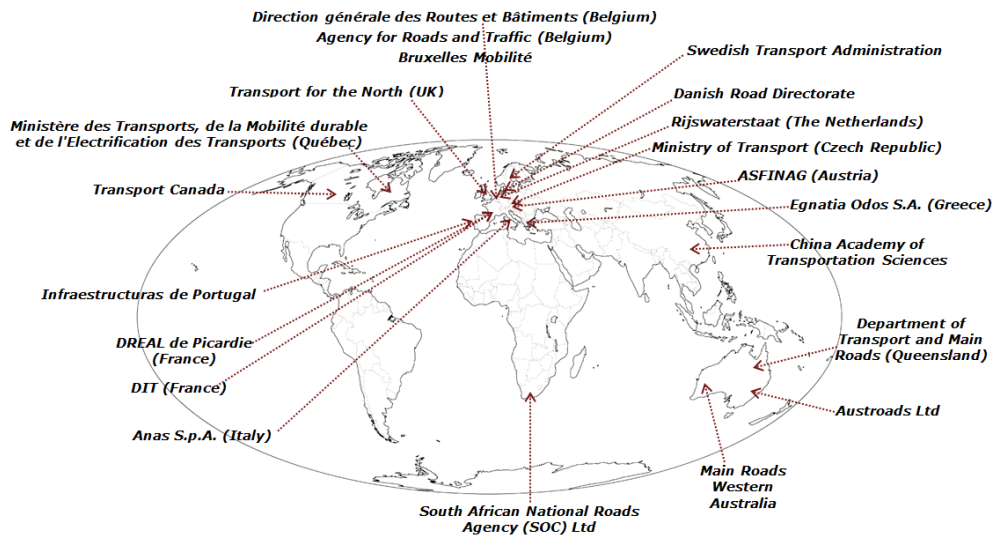 Direction générale des Routes et Bâtiments (Belgium)
Agency for Roads and Traffic (Belgium)
Bruxelles Mobilité
Swedish Transport Administration
Transport for the North (UK)
Danish Road Directorate
Rijswaterstaat (The Netherlands)
Ministère des Transports, de la Mobilité durable
et de l'Electrification des Transports (Québec)
Ministry of Transport (Czech Republic)
ASFINAG (Austria)
Transport Canada
Egnatia Odos S.A. (Greece)
China Academy of
Transportation Sciences
Infraestructuras de Portugal
Department of
Transport and Main
Roads (Queensland)
DREAL de Picardie
(France)
DIT (France)
Austroads Ltd
Anas S.p.A. (Italy)
Main Roads
Western
Australia
South African National Roads
Agency (SOC) Ltd